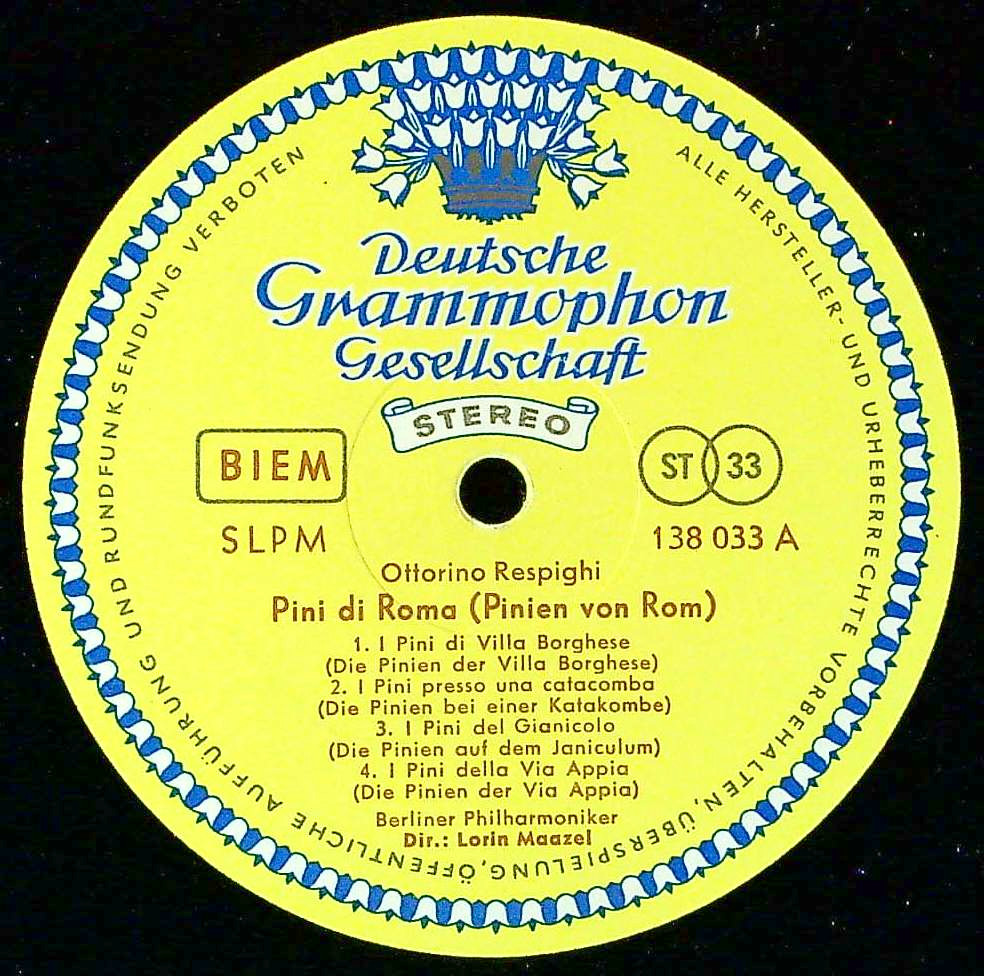 Deutsche
Grammophon
Gesellschaft
STEREO
BIEM
ST 33
SLPM
138 033 A
Ottorino Respighi
Pini di Roma (Pinien von Rom)
1. I Pini di Villa Borghese
(Die Pinien der Villa Borghese)
2. I Pini presso una catacomba
(Die Pinien bei einer Katakombe)
3. I Pini del Gianicolo
(Die Pinien auf dem Janiculum)
4. I Pini della Via Appia
(Die Pinien der Via Appia)
Berliner Philharmoniker
Dir.: Lorin Maazel
ALLE HERSTELLER- UND URHEBERRECHTE VORBEHALTEN, ÜBERSPIELUNG, ÖFFENTLICHE AUFFÜHRUNG UND RUNDFUNKSENDUNG VERBOTEN